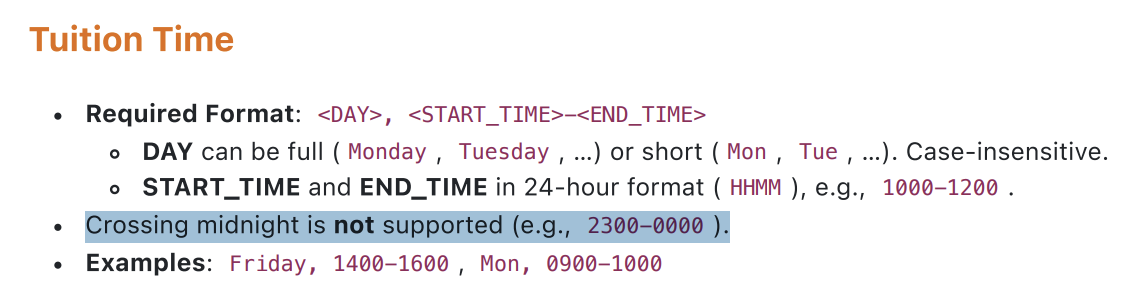 Tuition Time
• Required Format: <DAY>, <START_TIME>–<END_TIME>
◦ DAY can be full ( Monday , Tuesday , …) or short ( Mon , Tue , …). Case-insensitive.
◦ START_TIME and END_TIME in 24-hour format ( HHMM ), e.g., 1000–1200 .
• Crossing midnight is not supported (e.g., 2300–0000 ).
• Examples: Friday, 1400–1600 , Mon, 0900–1000